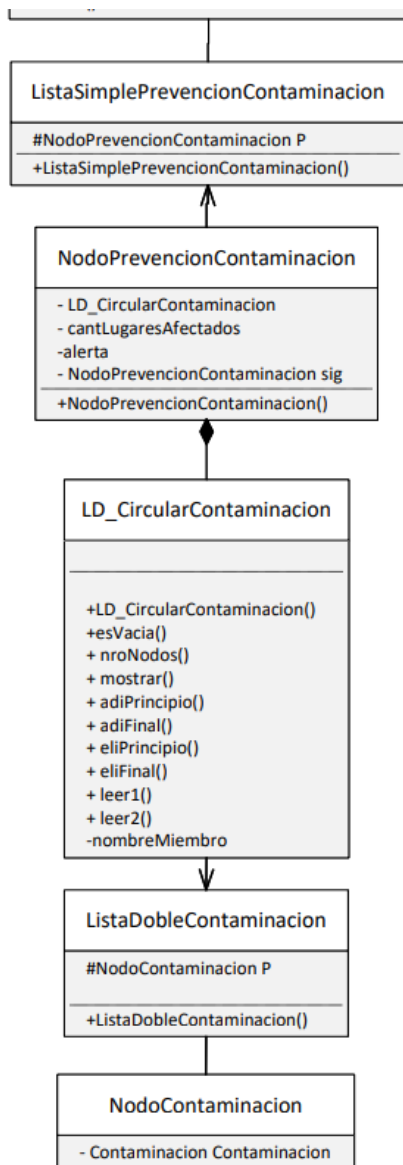 ListaSimplePrevencionContaminacion
#NodoPrevencionContaminacion P
+ListaSimplePrevencionContaminacion()
NodoPrevencionContaminacion
- LD_CircularContaminacion
- cantLugaresAfectados
-alerta
- NodoPrevencionContaminacion sig
+NodoPrevencionContaminacion()
LD_CircularContaminacion
+LD_CircularContaminacion()
+esVacia()
+ nroNodos()
+ mostrar()
+ adiPrincipio()
+ adiFinal()
+ eliPrincipio()
+ eliFinal()
+ leer1()
+ leer2()
-nombreMiembro
ListaDobleContaminacion
#NodoContaminacion P
+ListaDobleContaminacion()
NodoContaminacion
- Contaminacion Contaminacion